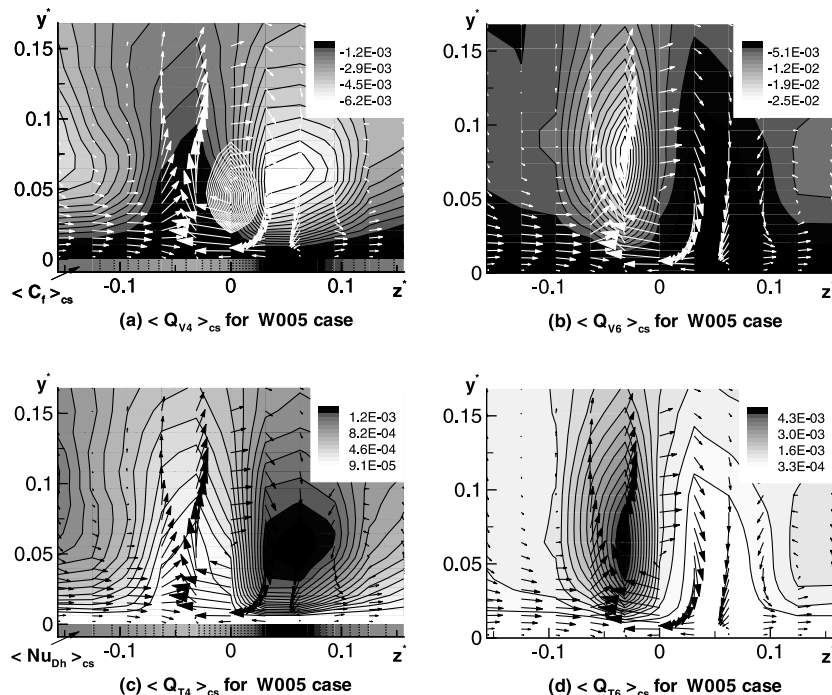 y*
0.15
0.1
0.05
0
-1.2E-03
-2.9E-03
-4.5E-03
-6.2E-03
< Cf >cs
-0.1
0
0.1
z*
(a) < QV4 >cs for W005 case
y*
0.15
0.1
0.05
0
-5.1E-03
-1.2E-02
-1.9E-02
-2.5E-02
-0.1
0
0.1
z*
(b) < QV6 >cs for W005 case
y*
0.15
0.1
0.05
0
1.2E-03
8.2E-04
4.6E-04
9.1E-05
< NuDh >cs
-0.1
0
0.1
z*
(c) < QT4 >cs for W005 case
y*
0.15
0.1
0.05
0
4.3E-03
3.0E-03
1.6E-03
3.3E-04
-0.1
0
0.1
z*
(d) < QT6 >cs for W005 case